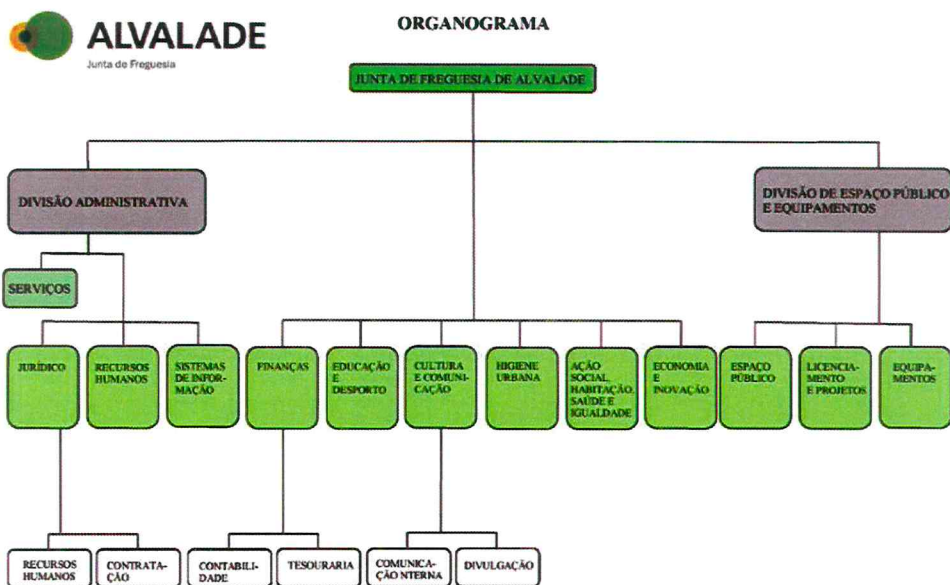 ALVALADE
Junta de Freguesia
ORGANOGRAMA
JUNTA DE FREGUESIA DE ALVALADE
DIVISÃO ADMINISTRATIVA
DIVISÃO DE ESPAÇO PÚBLICO
E EQUIPAMENTOS
SERVIÇOS
JURÍDICO
RECURSOS
HUMANOS
SISTEMAS
DE INFOR-
MAÇÃO
FINANÇAS
EDUCAÇÃO
E
DESPORTO
CULTURA
E COMUNI-
CAÇÃO
HIGIENE
URBANA
AÇÃO
SOCIAL,
HABITAÇÃO,
SAÚDE E
IGUALDADE
ECONOMIA
E
INOVAÇÃO
ESPAÇO
PÚBLICO
LICENCIA-
MENTO
E PROJETOS
EQUIPA-
MENTOS
RECURSOS
HUMANOS
CONTRATA-
ÇÃO
CONTABILI-
DADE
TESOURARIA
COMUNICA-
ÇÃO NTERNA
DIVULGAÇÃO